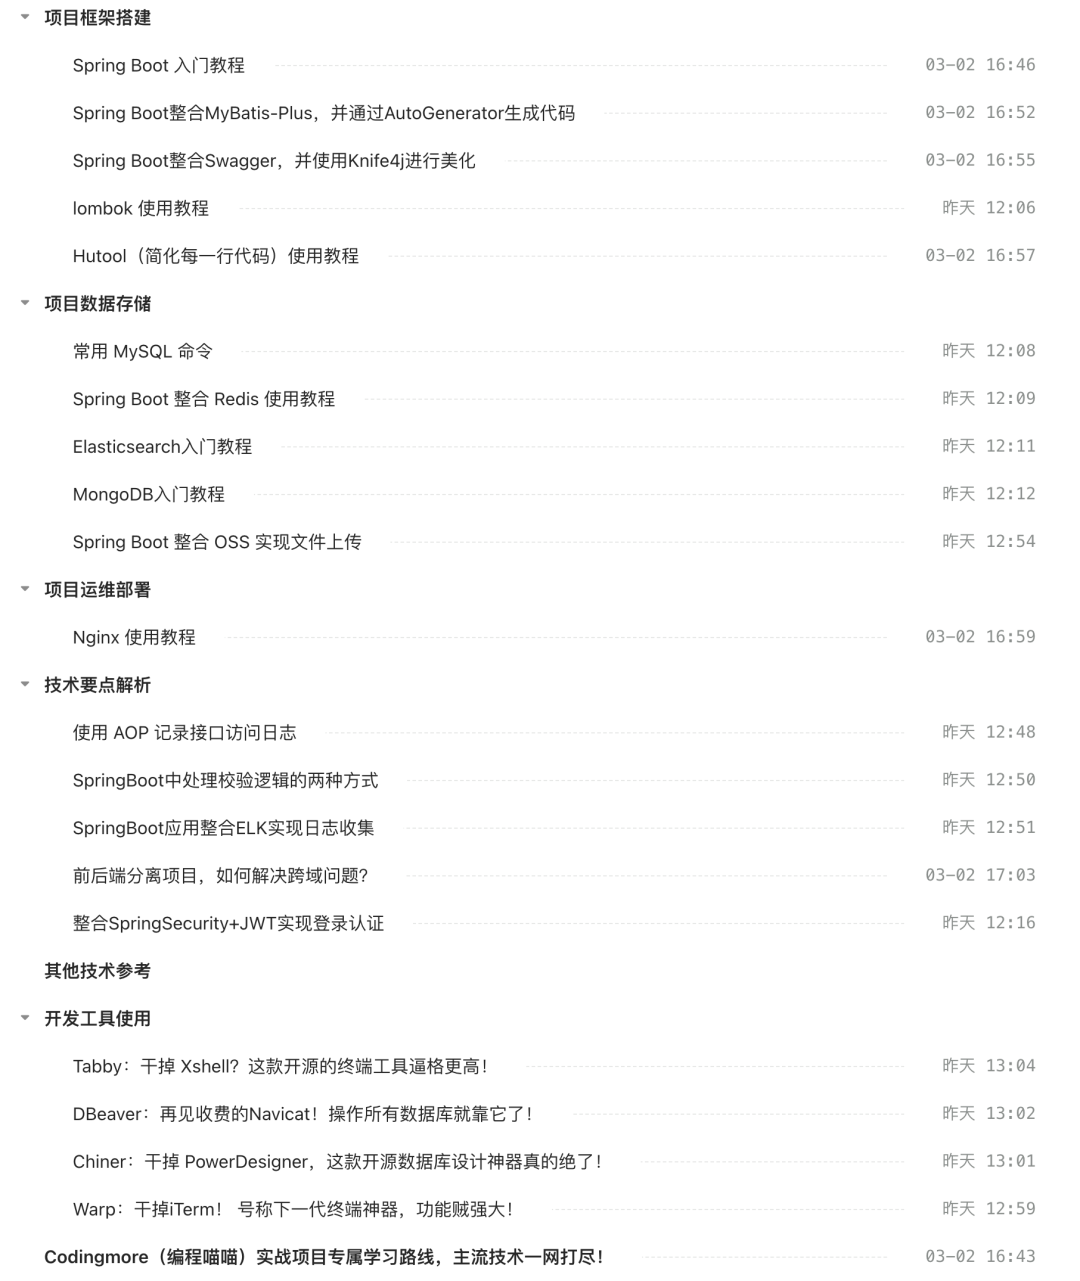 项目框架搭建
Spring Boot 入门教程 03-02 16:46
Spring Boot整合MyBatis-Plus，并通过AutoGenerator生成代码 03-02 16:52
Spring Boot整合Swagger，并使用Knife4j进行美化 03-02 16:55
lombok 使用教程 昨天 12:06
Hutool（简化每一行代码）使用教程 03-02 16:57
项目数据存储
常用 MySQL 命令 昨天 12:08
Spring Boot 整合 Redis 使用教程 昨天 12:09
Elasticsearch入门教程 昨天 12:11
MongoDB入门教程 昨天 12:12
Spring Boot 整合 OSS 实现文件上传 昨天 12:54
项目运维部署
Nginx 使用教程 03-02 16:59
技术要点解析
使用 AOP 记录接口访问日志 昨天 12:48
SpringBoot中处理校验逻辑的两种方式 昨天 12:50
SpringBoot应用整合ELK实现日志收集 昨天 12:51
前后端分离项目，如何解决跨域问题？ 03-02 17:03
整合SpringSecurity+JWT实现登录认证 昨天 12:16
其他技术参考
开发工具使用
Tabby：干掉 Xshell？这款开源的终端工具逼格更高！ 昨天 13:04
DBeaver：再见收费的Navicat！操作所有数据库就靠它了！ 昨天 13:02
Chiner：干掉 PowerDesigner，这款开源数据库设计神器真的绝了！ 昨天 13:01
Warp：干掉iTerm！ 号称下一代终端神器，功能贼强大！ 昨天 12:59
Codingmore（编程喵喵）实战项目专属学习路线，主流技术一网打尽！ 03-02 16:43